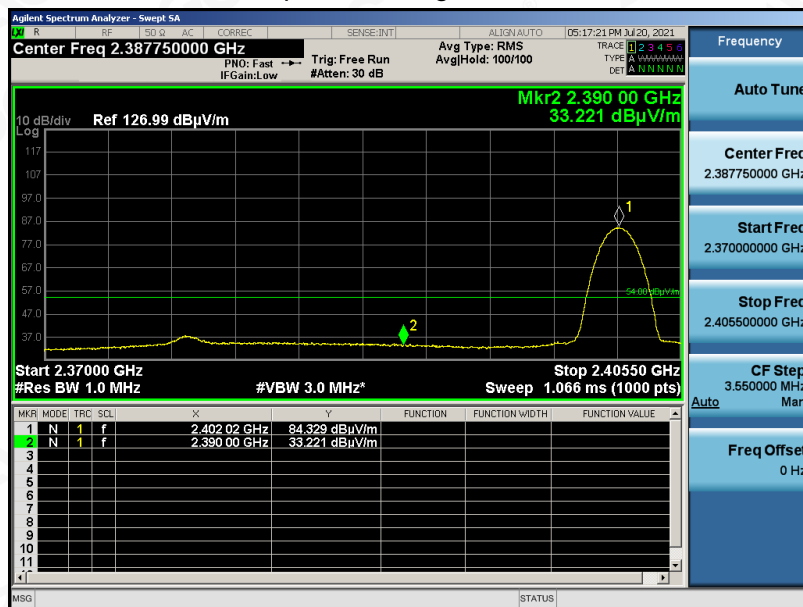 Agilent Spectrum Analyzer - Swept SA
LXI R RF 50 Ω AC CORREC SENSE:INT ALIGN AUTO 05:17:21 PM Jul 20, 2021
Center Freq 2.387750000 GHz
PNO: Fast
IFGain:Low
Trig: Free Run
#Atten: 30 dB
Avg Type: RMS
Avg|Hold: 100/100
TRACE 1 2 3 4 5 6
TYPE A WWWWW
DET A N N N N N
Mkr2 2.390 00 GHz
33.221 dBµV/m
10 dB/div Ref 126.99 dBµV/m
Log
117
107
97.0
87.0
77.0
67.0
57.0
47.0
37.0
1
54.00 dBµV/m
2
Start 2.37000 GHz Stop 2.40550 GHz
#Res BW 1.0 MHz #VBW 3.0 MHz* Sweep 1.066 ms (1000 pts)
MKR MODE TRC SCL X Y FUNCTION FUNCTION WIDTH FUNCTION VALUE
1 N 1 f 2.402 02 GHz 84.329 dBµV/m
2 N 1 f 2.390 00 GHz 33.221 dBµV/m
3
4
5
6
7
8
9
10
11
MSG STATUS
Frequency
Auto Tune
Center Freq
2.387750000 GHz
Start Freq
2.370000000 GHz
Stop Freq
2.405500000 GHz
CF Step
3.550000 MHz
Auto Man
Freq Offset
0 Hz